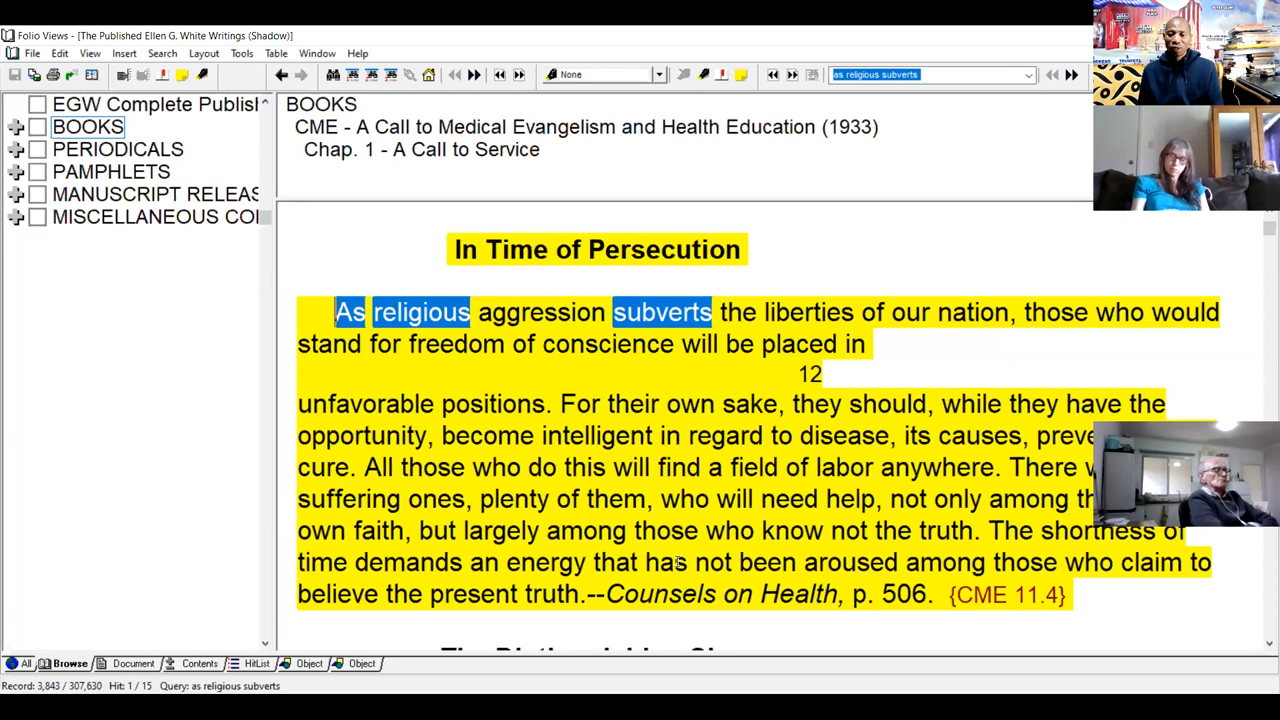 Folio Views - [The Published Ellen G. White Writings (Shadow)]
File Edit View Insert Search Layout Tools Table Window Help
None
as religious subverts
EGW Complete Publish
BOOKS
PERIODICALS
PAMPHLETS
MANUSCRIPT RELEAS
MISCELLANEOUS CO
BOOKS
CME - A Call to Medical Evangelism and Health Education (1933)
Chap. 1 - A Call to Service
In Time of Persecution
As religious aggression subverts the liberties of our nation, those who would
stand for freedom of conscience will be placed in
12
unfavorable positions. For their own sake, they should, while they have the
opportunity, become intelligent in regard to disease, its causes, preve
cure. All those who do this will find a field of labor anywhere. There
suffering ones, plenty of them, who will need help, not only among th
own faith, but largely among those who know not the truth. The shortness of
time demands an energy that has not been aroused among those who claim to
believe the present truth.--Counsels on Health, p. 506. {CME 11.4}
All Browse Document Contents HitList Object Object
Record: 3,843 / 307,630 Hit: 1 / 15 Query: as religious subverts